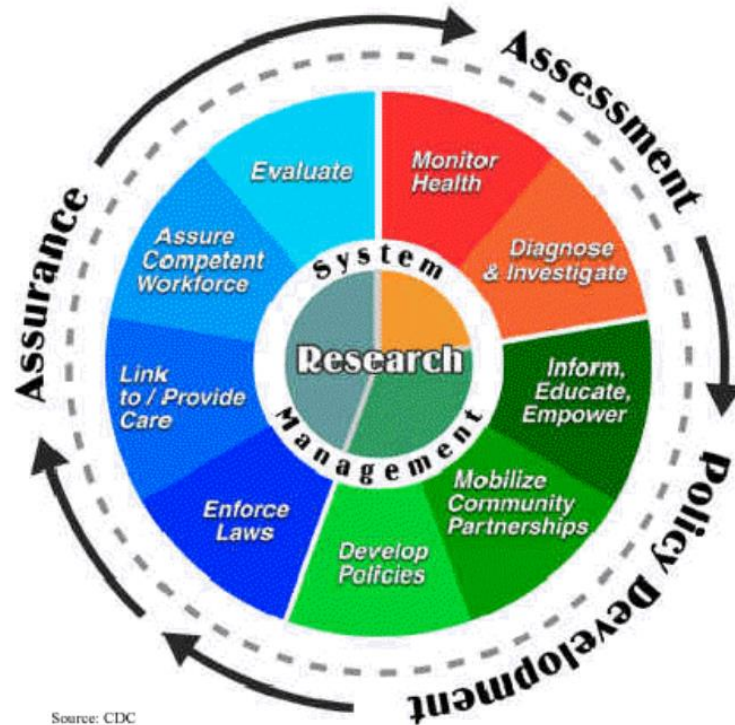 Assessment
Policy Development
Assurance
Monitor
Health
Diagnose
& Investigate
Inform,
Educate,
Empower
Mobilize
Community
Partnerships
Develop
Policies
Enforce
Laws
Link
to / Provide
Care
Assure
Competent
Workforce
Evaluate
System
Management
Research
Source: CDC